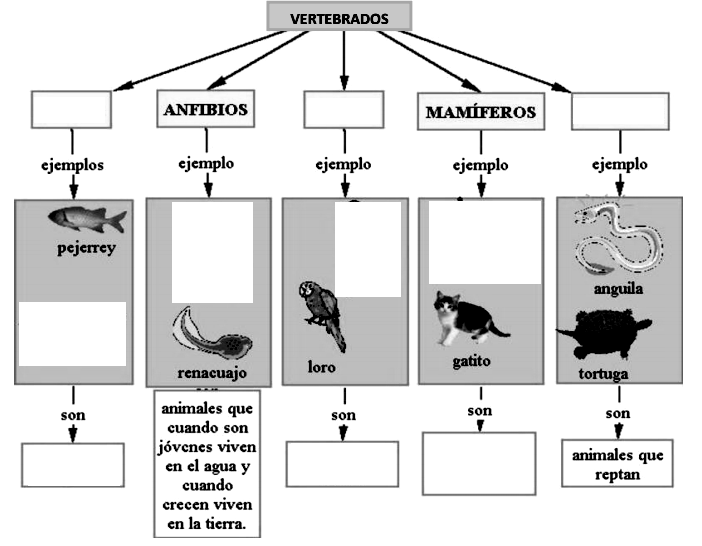 VERTEBRADOS
ANFIBIOS
MAMÍFEROS
ejemplos
ejemplo
ejemplo
ejemplo
ejemplo
pejerrey
renacuajo
loro
gatito
anguila
tortuga
son
son
son
son
animales que
cuando son
jóvenes viven
en el agua y
cuando
crecen viven
en la tierra.
animales que
reptan